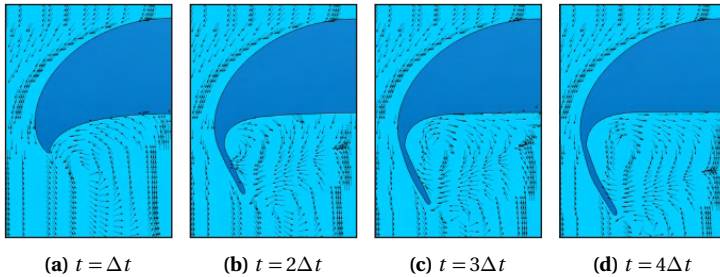 (a) t = Δt
(b) t = 2Δt
(c) t = 3Δt
(d) t = 4Δt